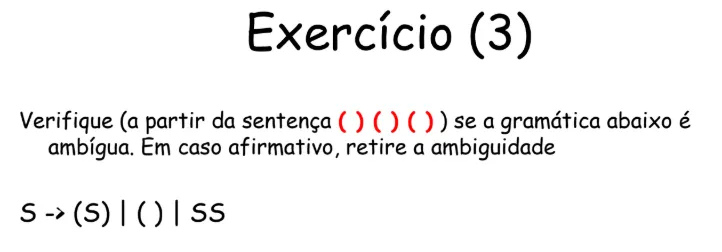 Exercício (3)
Verifique (a partir da sentença ( ) ( ) ( ) ) se a gramática abaixo é
ambígua. Em caso afirmativo, retire a ambiguidade
S -> (S) | ( ) | SS